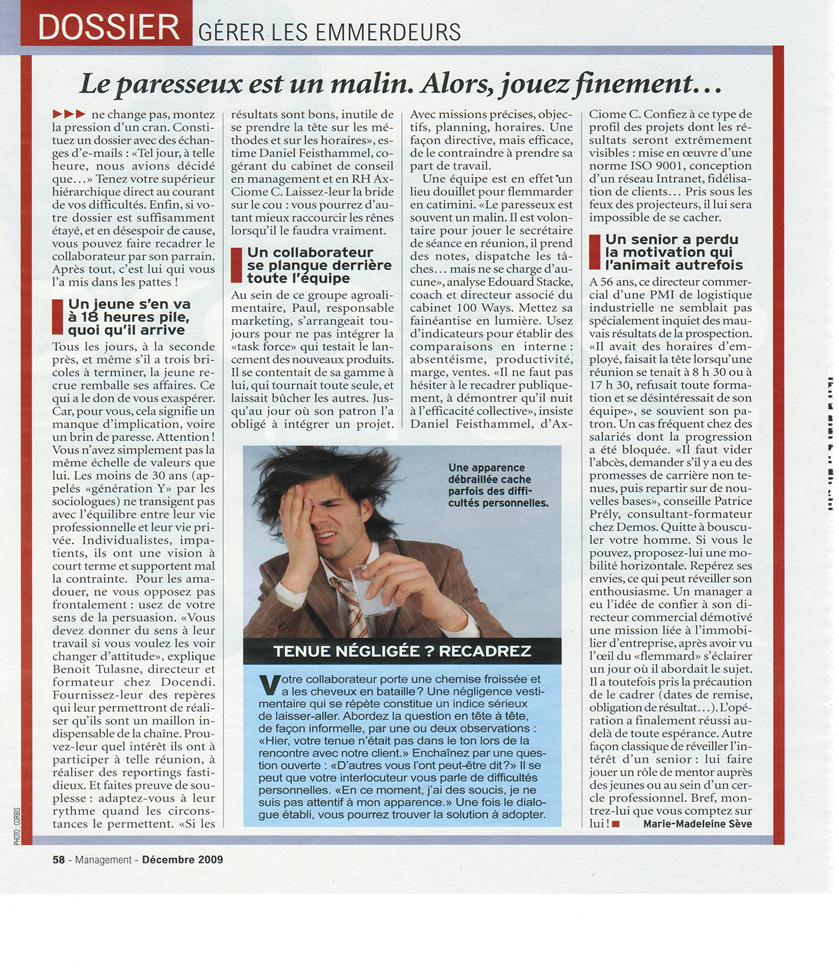 DOSSIER GÉRER LES EMMERDEURS
Le paresseux est un malin. Alors, jouez finement…
►►► ne change pas, montez
la pression d'un cran. Consti-
tuez un dossier avec des échan-
ges d'e-mails : «Tel jour, à telle
heure, nous avions décidé
que…» Tenez votre supérieur
hiérarchique direct au courant
de vos difficultés. Enfin, si vo-
tre dossier est suffisamment
étayé, et en désespoir de cause,
vous pouvez faire recadrer le
collaborateur par son parrain.
Après tout, c'est lui qui vous
l'a mis dans les pattes !
Un jeune s'en va
à 18 heures pile,
quoi qu'il arrive
Tous les jours, à la seconde
près, et même s'il a trois bri-
coles à terminer, la jeune re-
crue remballe ses affaires. Ce
qui a le don de vous exaspérer.
Car, pour vous, cela signifie un
manque d'implication, voire
un brin de paresse. Attention !
Vous n'avez simplement pas la
même échelle de valeurs que
lui. Les moins de 30 ans (ap-
pelés «génération Y» par les
sociologues) ne transigent pas
avec l'équilibre entre leur vie
professionnelle et leur vie pri-
vée. Individualistes, impa-
tients, ils ont une vision à
court terme et supportent mal
la contrainte. Pour les ama-
douer, ne vous opposez pas
frontalement : usez de votre
sens de la persuasion. «Vous
devez donner du sens à leur
travail si vous voulez les voir
changer d'attitude», explique
Benoit Tulasne, directeur et
formateur chez Docendi.
Fournissez-leur des repères
qui leur permettront de réali-
ser qu'ils sont un maillon in-
dispensable de la chaîne. Prou-
vez-leur quel intérêt ils ont à
participer à telle réunion, à
réaliser des reportings fasti-
dieux. Et faites preuve de sou-
plesse : adaptez-vous à leur
rythme quand les circons-
tances le permettent. «Si les
résultats sont bons, inutile de
se prendre la tête sur les mé-
thodes et sur les horaires», es-
time Daniel Feisthammel, co-
gérant du cabinet de conseil
en management et en RH Ax-
Ciome C. Laissez-leur la bride
sur le cou : vous pourrez d'au-
tant mieux raccourcir les rênes
lorsqu'il le faudra vraiment.
Un collaborateur
se planque derrière
toute l'équipe
Au sein de ce groupe agroali-
mentaire, Paul, responsable
marketing, s'arrangeait tou-
jours pour ne pas intégrer la
«task force» qui testait le lan-
cement des nouveaux produits.
Il se contentait de sa gamme à
lui, qui tournait toute seule, et
laissait bûcher les autres. Jus-
qu'au jour où son patron l'a
obligé à intégrer un projet.
Avec missions précises, objec-
tifs, planning, horaires. Une
façon directive, mais efficace,
de le contraindre à prendre sa
part de travail.
Une équipe est en effet un
lieu douillet pour flemmarder
en catimini. «Le paresseux est
souvent un malin. Il est volon-
taire pour jouer le secrétaire
de séance en réunion, il prend
des notes, dispatche les tâ-
ches… mais ne se charge d'au-
cune», analyse Edouard Stacke,
coach et directeur associé du
cabinet 100 Ways. Mettez sa
fainéantise en lumière. Usez
d'indicateurs pour établir des
comparaisons en interne :
absentéisme, productivité,
marge, ventes. «Il ne faut pas
hésiter à le recadrer publique-
ment, à démontrer qu'il nuit
à l'efficacité collective», insiste
Daniel Feisthammel, d'Ax-
Ciome C. Confiez à ce type de
profil des projets dont les ré-
sultats seront extrêmement
visibles : mise en œuvre d'une
norme ISO 9001, conception
d'un réseau Intranet, fidélisa-
tion de clients… Pris sous les
feux des projecteurs, il lui sera
impossible de se cacher.
Un senior a perdu
la motivation qui
l'animait autrefois
A 56 ans, ce directeur commer-
cial d'une PMI de logistique
industrielle ne semblait pas
spécialement inquiet des mau-
vais résultats de la prospection.
«Il avait des horaires d'em-
ployé, faisait la tête lorsqu'une
réunion se tenait à 8 h 30 ou à
17 h 30, refusait toute forma-
tion et se désintéressait de son
équipe», se souvient son pa-
tron. Un cas fréquent chez des
salariés dont la progression
a été bloquée. «Il faut vider
l'abcès, demander s'il y a eu des
promesses de carrière non te-
nues, puis repartir sur de nou-
velles bases», conseille Patrice
Prély, consultant-formateur
chez Demos. Quitte à bouscu-
ler votre homme. Si vous le
pouvez, proposez-lui une mo-
bilité horizontale. Repérez ses
envies, ce qui peut réveiller son
enthousiasme. Un manager a
eu l'idée de confier à son di-
recteur commercial démotivé
une mission liée à l'immobi-
lier d'entreprise, après avoir vu
l'œil du «flemmard» s'éclairer
un jour où il abordait le sujet.
Il a toutefois pris la précaution
de le cadrer (dates de remise,
obligation de résultat…). L'opé-
ration a finalement réussi au-
delà de toute espérance. Autre
façon classique de réveiller l'in-
térêt d'un senior : lui faire
jouer un rôle de mentor auprès
des jeunes ou au sein d'un cer-
cle professionnel. Bref, mon-
trez-lui que vous comptez sur
lui ! ■ Marie-Madeleine Sève
Une apparence
débraillée cache
parfois des diffi-
cultés personnelles.
TENUE NÉGLIGÉE ? RECADREZ
Votre collaborateur porte une chemise froissée et
a les cheveux en bataille ? Une négligence vesti-
mentaire qui se répète constitue un indice sérieux
de laisser-aller. Abordez la question en tête à tête,
de façon informelle, par une ou deux observations :
«Hier, votre tenue n'était pas dans le ton lors de la
rencontre avec notre client.» Enchaînez par une ques-
tion ouverte : «D'autres vous l'ont peut-être dit ?» Il se
peut que votre interlocuteur vous parle de difficultés
personnelles. «En ce moment, j'ai des soucis, je ne
suis pas attentif à mon apparence.» Une fois le dialo-
gue établi, vous pourrez trouver la solution à adopter.
PHOTO : CORBIS
58 - Management - Décembre 2009